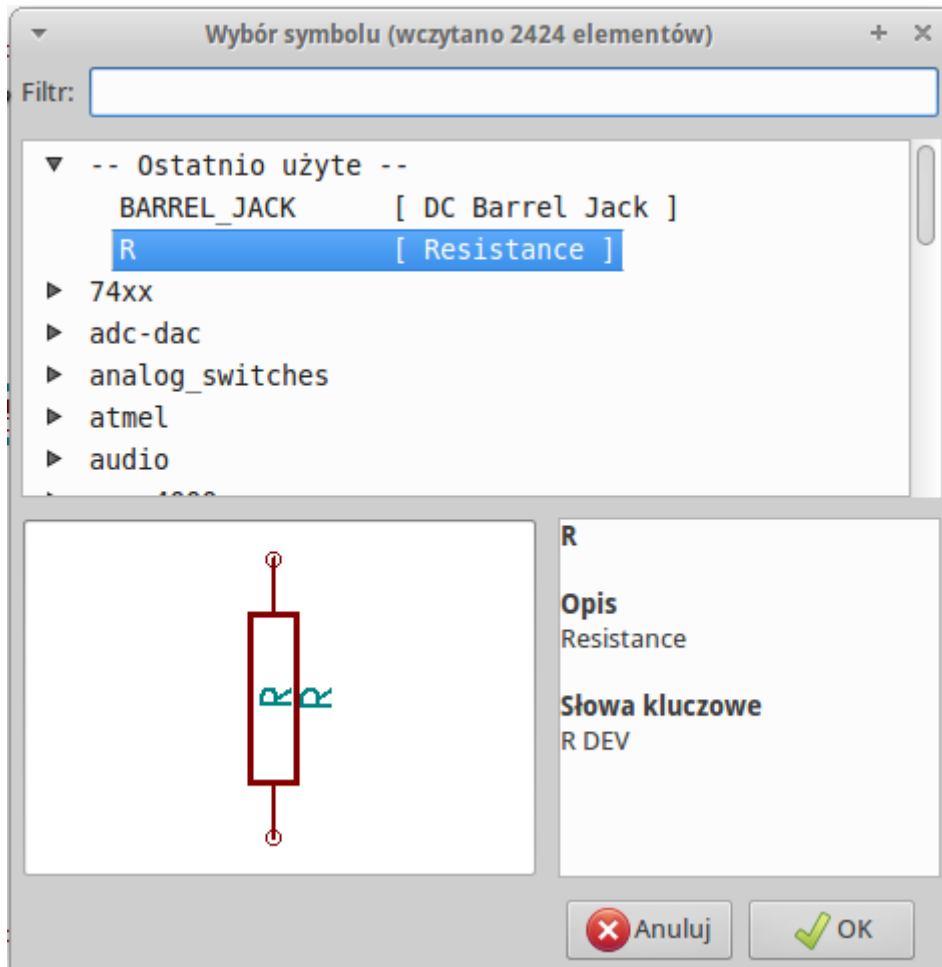 Wybór symbolu (wczytano 2424 elementów)
Filtr:
-- Ostatnio użyte --
BARREL_JACK [ DC Barrel Jack ]
R [ Resistance ]
74xx
adc-dac
analog_switches
atmel
audio
R
R
R
Opis
Resistance
Słowa kluczowe
R DEV
Anuluj
OK